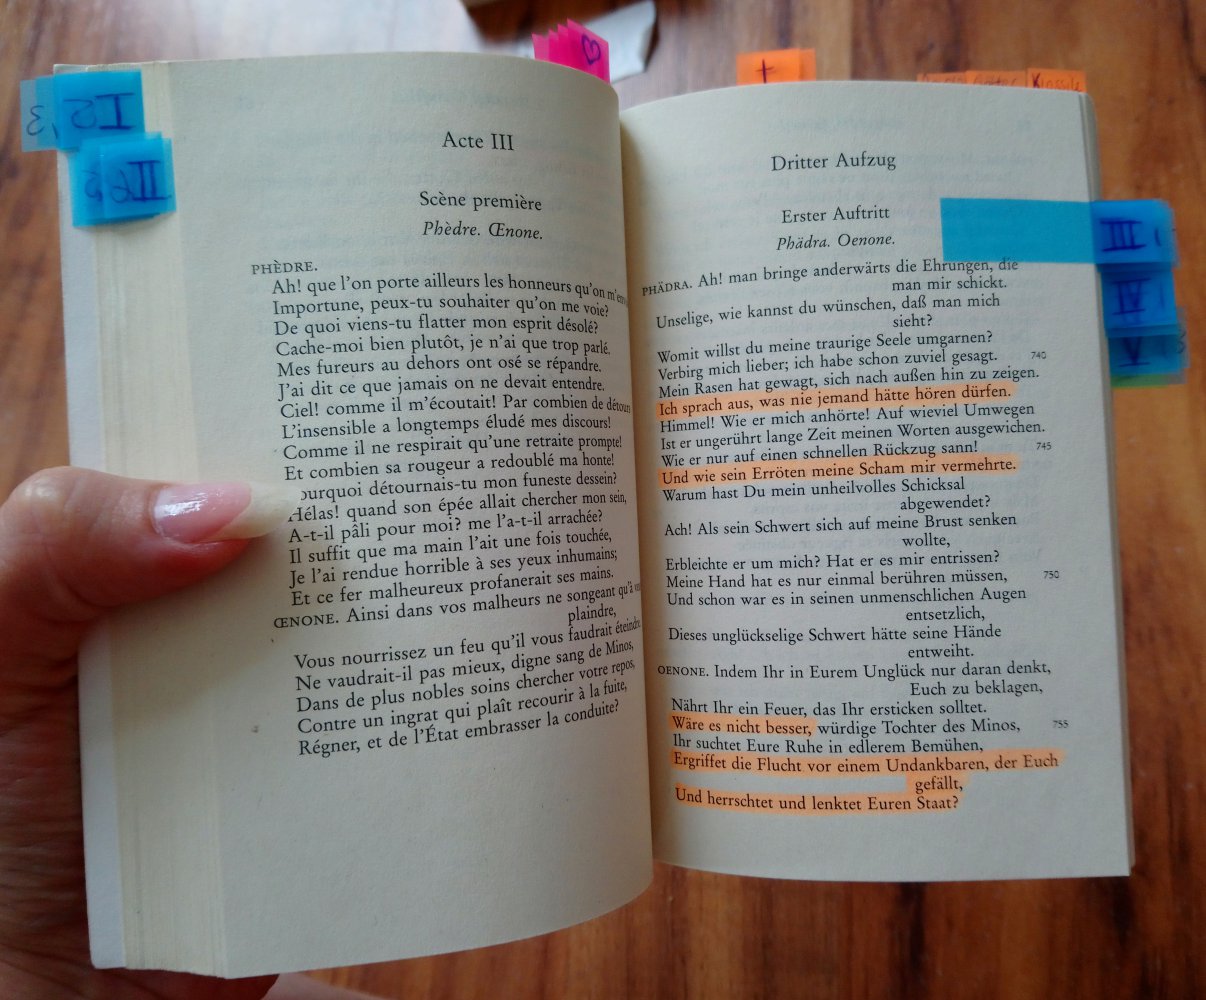 I 2, 3
II 6, 5
Acte III
Scène première
Phèdre. Œnone.
PHÈDRE.
Ah! que l'on porte ailleurs les honneurs qu'on
Importune, peux-tu souhaiter qu'on me voie?
De quoi viens-tu flatter mon esprit désolé?
Cache-moi bien plutôt, je n'ai que trop parlé.
Mes fureurs au dehors ont osé se répandre.
J'ai dit ce que jamais on ne devait entendre.
Ciel! comme il m'écoutait! Par combien de détours
L'insensible a longtemps éludé mes discours!
Comme il ne respirait qu'une retraite prompte!
Et combien sa rougeur a redoublé ma honte!
ourquoi détournais-tu mon funeste dessein?
Hélas! quand son épée allait chercher mon sein,
A-t-il pâli pour moi? me l'a-t-il arrachée?
Il suffit que ma main l'ait une fois touchée,
Je l'ai rendue horrible à ses yeux inhumains;
Et ce fer malheureux profanerait ses mains.
ŒNONE. Ainsi dans vos malheurs ne songeant qu'à
plaindre,
Vous nourrissez un feu qu'il vous faudrait éteindre.
Ne vaudrait-il pas mieux, digne sang de Minos,
Dans de plus nobles soins chercher votre repos,
Contre un ingrat qui plaît recourir à la fuite,
Régner, et de l'État embrasser la conduite?
+
Klassik
Dritter Aufzug
Erster Auftritt
Phädra. Oenone.
III
IV
V
PHÄDRA. Ah! man bringe anderwärts die Ehrungen, die
man mir schickt.
Unselige, wie kannst du wünschen, daß man mich
sieht?
Womit willst du meine traurige Seele umgarnen?
Verbirg mich lieber; ich habe schon zuviel gesagt. 740
Mein Rasen hat gewagt, sich nach außen hin zu zeigen.
Ich sprach aus, was nie jemand hätte hören dürfen.
Himmel! Wie er mich anhörte! Auf wieviel Umwegen
Ist er ungerührt lange Zeit meinen Worten ausgewichen.
Wie er nur auf einen schnellen Rückzug sann! 745
Und wie sein Erröten meine Scham mir vermehrte.
Warum hast Du mein unheilvolles Schicksal
abgewendet?
Ach! Als sein Schwert sich auf meine Brust senken
wollte,
Erbleichte er um mich? Hat er es mir entrissen?
Meine Hand hat es nur einmal berühren müssen, 750
Und schon war es in seinen unmenschlichen Augen
entsetzlich,
Dieses unglückselige Schwert hätte seine Hände
entweiht.
OENONE. Indem Ihr in Eurem Unglück nur daran denkt,
Euch zu beklagen,
Nährt Ihr ein Feuer, das Ihr ersticken solltet.
Wäre es nicht besser, würdige Tochter des Minos, 755
Ihr suchtet Eure Ruhe in edlerem Bemühen,
Ergriffet die Flucht vor einem Undankbaren, der Euch
gefällt,
Und herrschtet und lenktet Euren Staat?